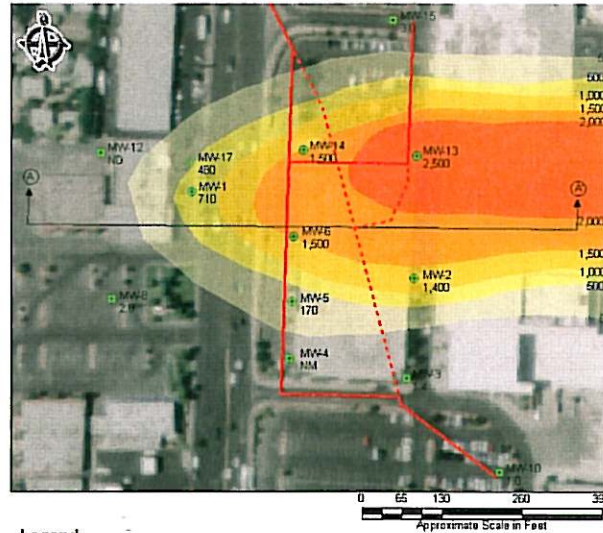 MW-15
MW-12
ND
MW-17
480
MW-1
710
MW-14
1,500
MW-13
2,500
500
1,000
1,500
2,000
A
A'
MW-6
1,500
2,000
1,500
1,000
500
MW-2
1,400
MW-5
170
MW-4
NM
MW-3
MW-10
0 65 130 260
Approximate Scale in Feet